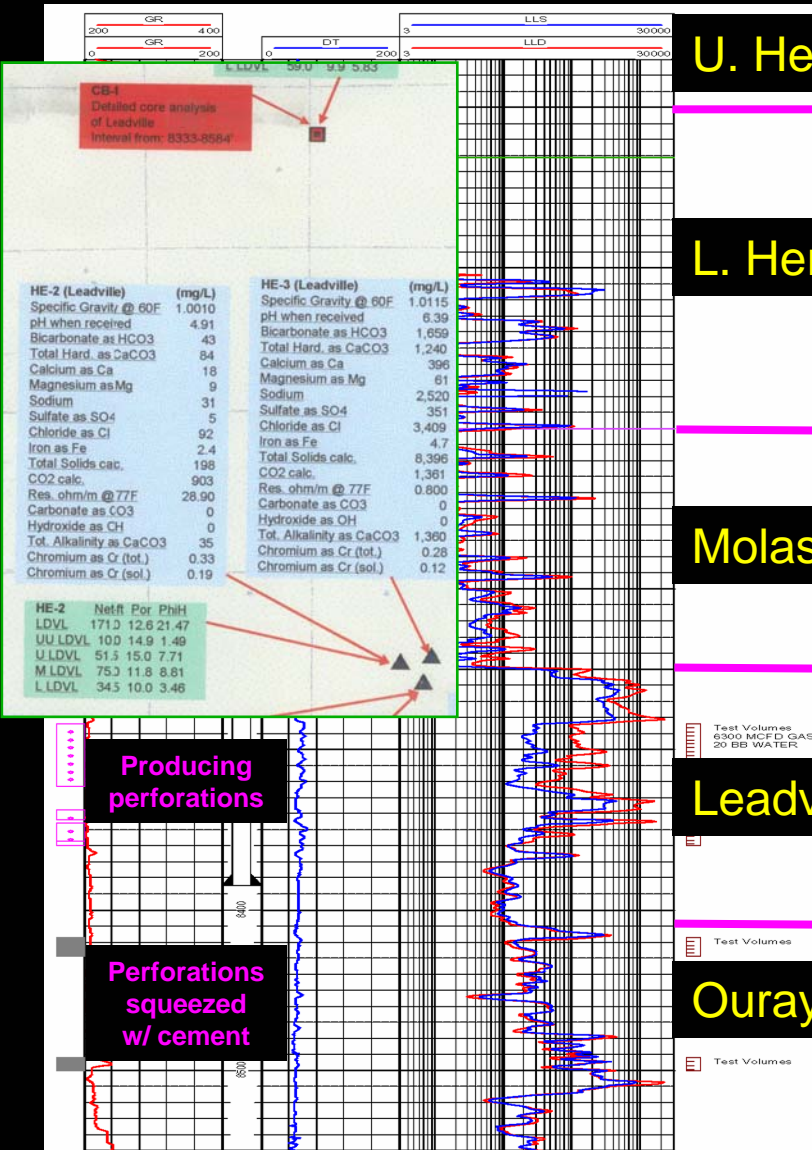 GR
200 400
GR
0 200
DT
0 200
LLS
3 30000
LLD
3 30000
U. He
L LDVL 59.0 9.9 5.83
CB-1
Detailed core analysis
of Leadville
Interval from: 8333-8584'
L. Her
HE-2 (Leadville) (mg/L)
Specific Gravity @ 60F 1.0010
pH when received 4.91
Bicarbonate as HCO3 43
Total Hard. as CaCO3 84
Calcium as Ca 18
Magnesium as Mg 9
Sodium 31
Sulfate as SO4 5
Chloride as Cl 92
Iron as Fe 2.4
Total Solids calc. 198
CO2 calc. 903
Res. ohm/m @ 77F 28.90
Carbonate as CO3 0
Hydroxide as OH 0
Tot. Alkalinity as CaCO3 35
Chromium as Cr (tot.) 0.33
Chromium as Cr (sol.) 0.19
HE-3 (Leadville) (mg/L)
Specific Gravity @ 60F 1.0115
pH when received 6.39
Bicarbonate as HCO3 1,659
Total Hard. as CaCO3 1,240
Calcium as Ca 396
Magnesium as Mg 61
Sodium 2,520
Sulfate as SO4 351
Chloride as Cl 3,409
Iron as Fe 4.7
Total Solids calc. 8,396
CO2 calc. 1,361
Res. ohm/m @ 77F 0.800
Carbonate as CO3 0
Hydroxide as OH 0
Tot. Alkalinity as CaCO3 1,360
Chromium as Cr (tot.) 0.28
Chromium as Cr (sol.) 0.12
Molas
HE-2 Net-ft Por PhiH
LDVL 171.0 12.6 21.47
UU LDVL 10.0 14.9 1.49
U LDVL 51.5 15.0 7.71
M LDVL 75.0 11.8 8.81
L LDVL 34.5 10.0 3.46
Test Volumes
6300 MCFD GAS
20 BB WATER
Producing
perforations
Leadv
8400
Test Volumes
Perforations
squeezed
w/ cement
Ouray
8500
Test Volumes